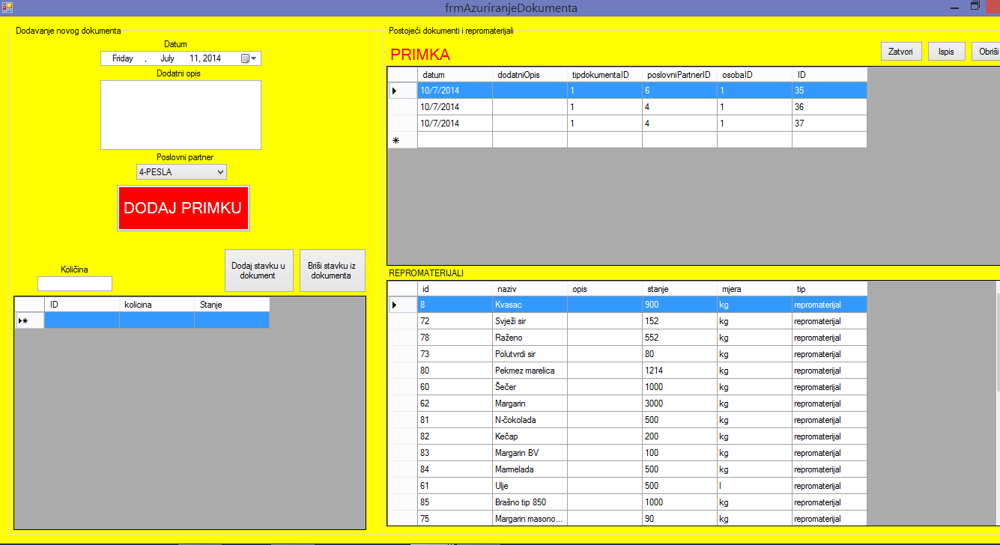 frmAzuriranjeDokumenta
Dodavanje novog dokumenta
Datum
Friday , July 11, 2014
Dodatni opis
Poslovni partner
4-PESLA
DODAJ PRIMKU
Količina
Dodaj stavku u
dokument
Briši stavku iz
dokumenta
ID kolicina Stanje
Postojeći dokumenti i repromaterijali
PRIMKA
Zatvori Ispis Obriši
datum dodatniOpis tipdokumentaID poslovniPartnerID osobaID ID
10/7/2014 1 6 1 35
10/7/2014 1 4 1 36
10/7/2014 1 4 1 37
REPROMATERIJALI
id naziv opis stanje mjera tip
8 Kvasac 900 kg repromaterijal
72 Svježi sir 152 kg repromaterijal
78 Raženo 552 kg repromaterijal
73 Polutvrdi sir 80 kg repromaterijal
80 Pekmez marelica 1214 kg repromaterijal
60 Šečer 1000 kg repromaterijal
62 Margarin 3000 kg repromaterijal
81 N-čokolada 500 kg repromaterijal
82 Kečap 200 kg repromaterijal
83 Margarin BV 100 kg repromaterijal
84 Marmelada 500 kg repromaterijal
61 Ulje 500 l repromaterijal
85 Brašno tip 850 1000 kg repromaterijal
75 Margarin masono... 90 kg repromaterijal